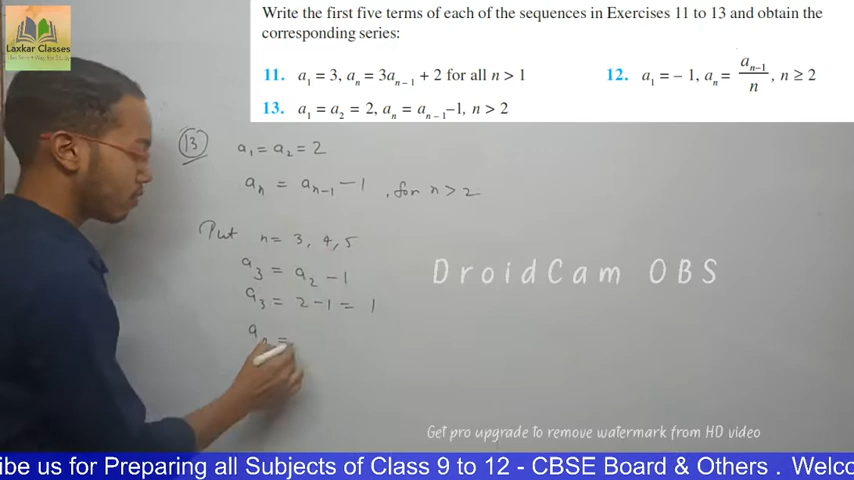 Write the first five terms of each of the sequences in Exercises 11 to 13 and obtain the
corresponding series:
11. a₁ = 3, aₙ = 3aₙ₋₁ + 2 for all n > 1
12. a₁ = – 1, aₙ = aₙ₋₁/n, n ≥ 2
13. a₁ = a₂ = 2, aₙ = aₙ₋₁–1, n > 2
Laxkar Classes
13 a₁ = a₂ = 2
aₙ = aₙ₋₁ – 1 , for n > 2
Put n = 3, 4, 5
a₃ = a₂ – 1
a₃ = 2 – 1 = 1
a =
DroidCam OBS
Get pro upgrade to remove watermark from HD video
ibe us for Preparing all Subjects of Class 9 to 12 - CBSE Board & Others . Welco